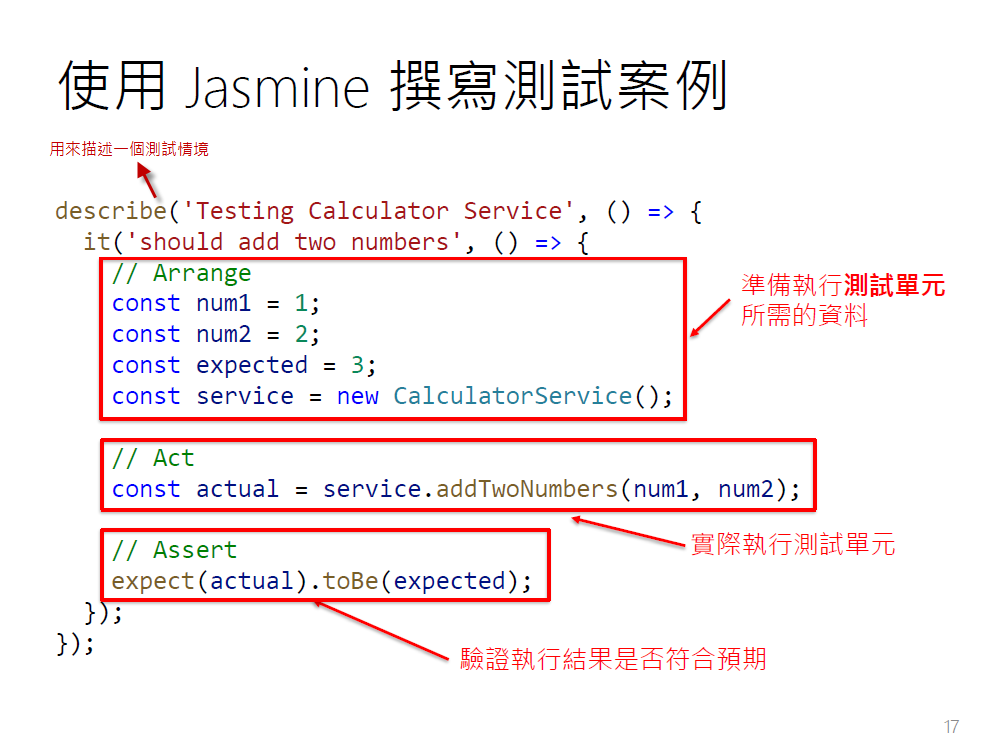 使用 Jasmine 撰寫測試案例
用來描述一個測試情境
describe('Testing Calculator Service', () => {
it('should add two numbers', () => {
// Arrange
const num1 = 1;
const num2 = 2;
const expected = 3;
const service = new CalculatorService();
準備執行測試單元
所需的資料
// Act
const actual = service.addTwoNumbers(num1, num2);
實際執行測試單元
// Assert
expect(actual).toBe(expected);
});
});
驗證執行結果是否符合預期
17